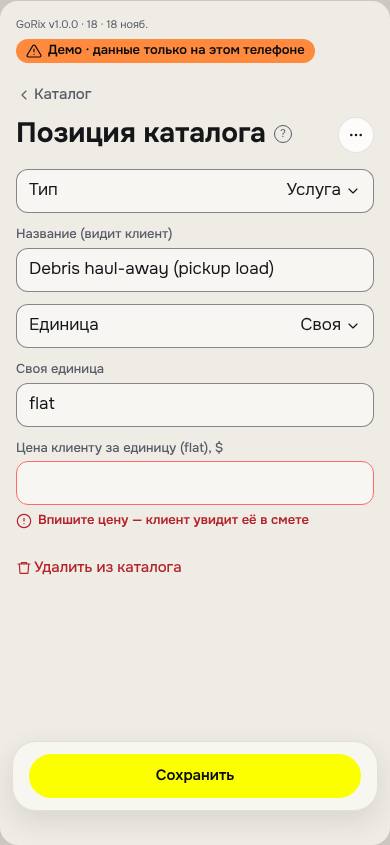 GoRix v1.0.0 · 18 · 18 нояб.
Демо · данные только на этом телефоне
Каталог
Позиция каталога ?
Тип Услуга
Название (видит клиент)
Debris haul-away (pickup load)
Единица Своя
Своя единица
flat
Цена клиенту за единицу (flat), $
Впишите цену — клиент увидит её в смете
Удалить из каталога
Сохранить